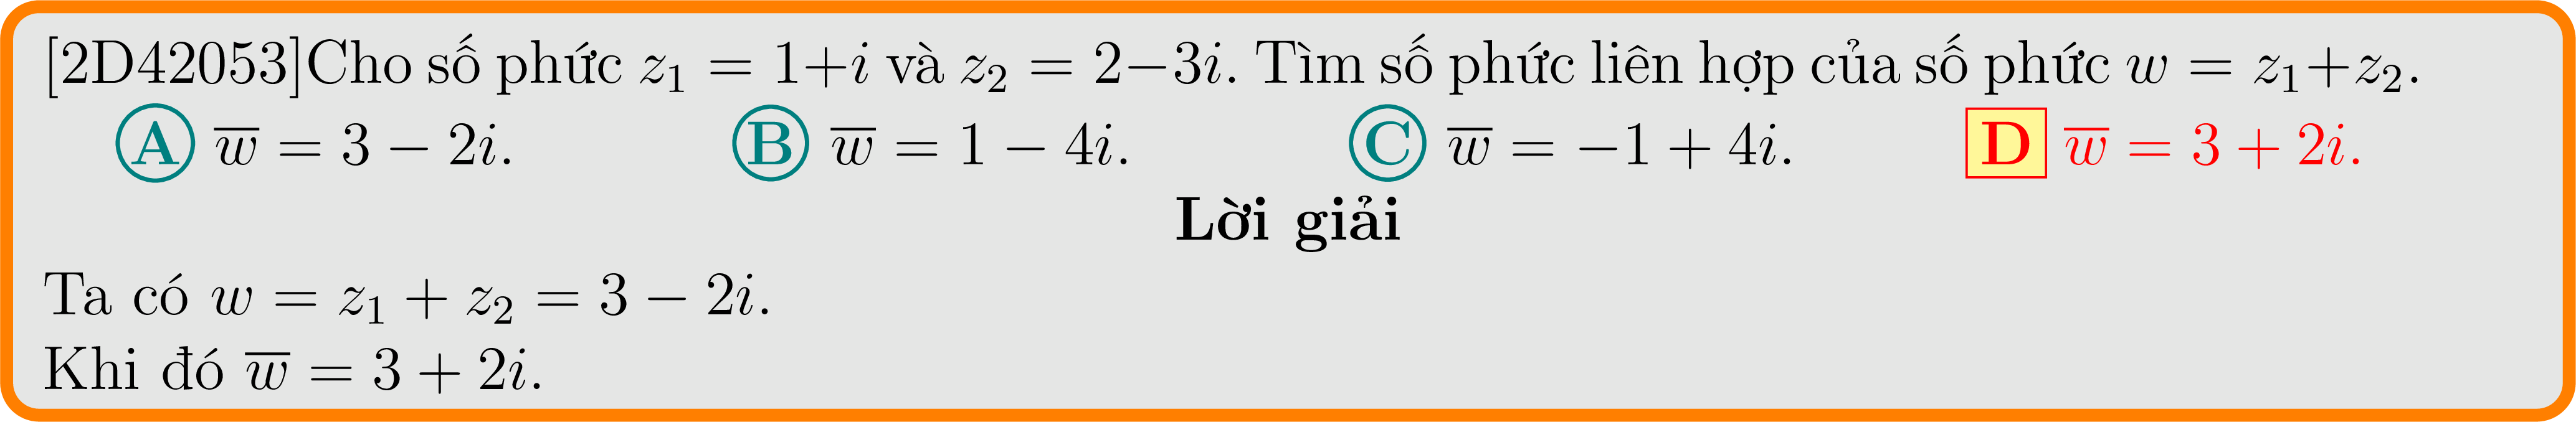 [2D42053]Cho số phức $z_1 = 1+i$ và $z_2 = 2-3i$. Tìm số phức liên hợp của số phức $w = z_1+z_2$.
A $\overline{w} = 3 - 2i$. B $\overline{w} = 1 - 4i$. C $\overline{w} = -1 + 4i$. D $\overline{w} = 3 + 2i$.
Lời giải
Ta có $w = z_1 + z_2 = 3 - 2i$.
Khi đó $\overline{w} = 3 + 2i$.